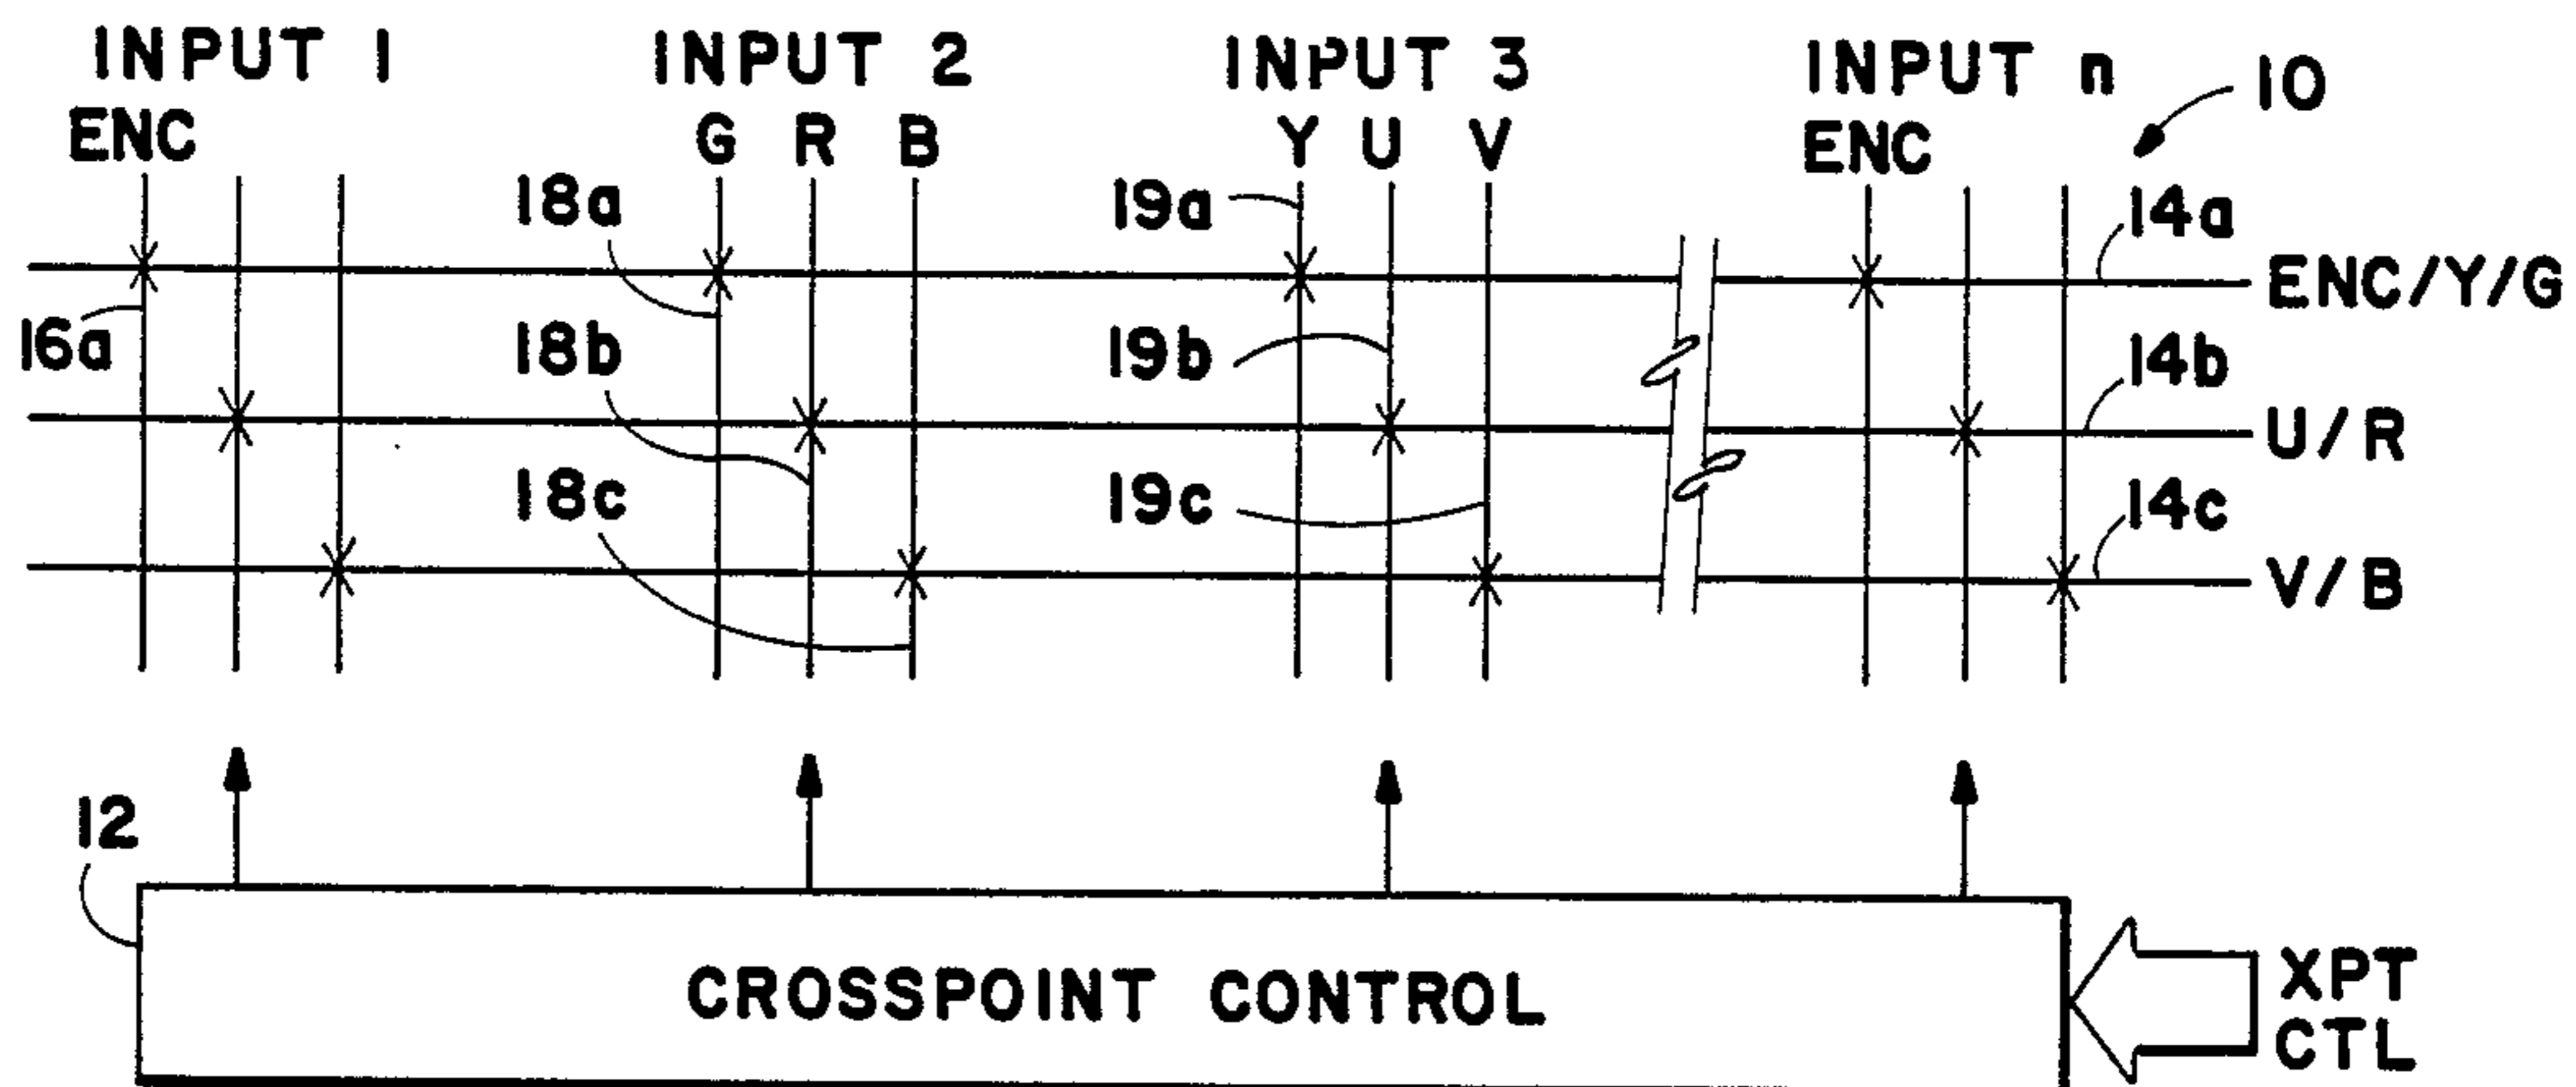 INPUT 1 INPUT 2 INPUT 3 INPUT n 10
ENC G R B Y U V ENC
18a 19a 14a
ENC/Y/G
16a 18b 19b 14b
U/R
18c 19c 14c
V/B
12
CROSSPOINT CONTROL XPT
CTL